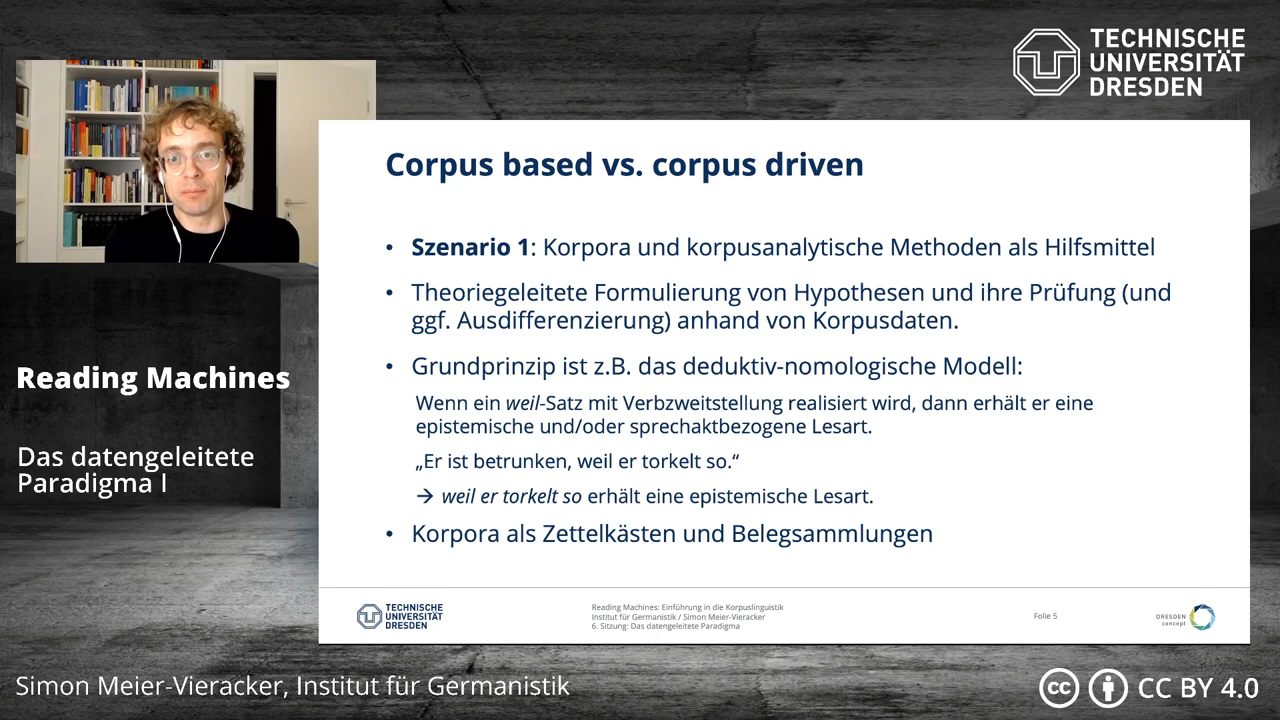 TECHNISCHE
UNIVERSITÄT
DRESDEN
Corpus based vs. corpus driven
• Szenario 1: Korpora und korpusanalytische Methoden als Hilfsmittel
• Theoriegeleitete Formulierung von Hypothesen und ihre Prüfung (und
ggf. Ausdifferenzierung) anhand von Korpusdaten.
• Grundprinzip ist z.B. das deduktiv-nomologische Modell:
Wenn ein weil-Satz mit Verbzweitstellung realisiert wird, dann erhält er eine
epistemische und/oder sprechaktbezogene Lesart.
„Er ist betrunken, weil er torkelt so.“
→ weil er torkelt so erhält eine epistemische Lesart.
• Korpora als Zettelkästen und Belegsammlungen
TECHNISCHE
UNIVERSITÄT
DRESDEN
Reading Machines: Einführung in die Korpuslinguistik
Institut für Germanistik / Simon Meier-Vieracker
6. Sitzung: Das datengeleitete Paradigma
Folie 5
DRESDEN
concept
Reading Machines
Das datengeleitete
Paradigma I
Simon Meier-Vieracker, Institut für Germanistik
cc CC BY 4.0